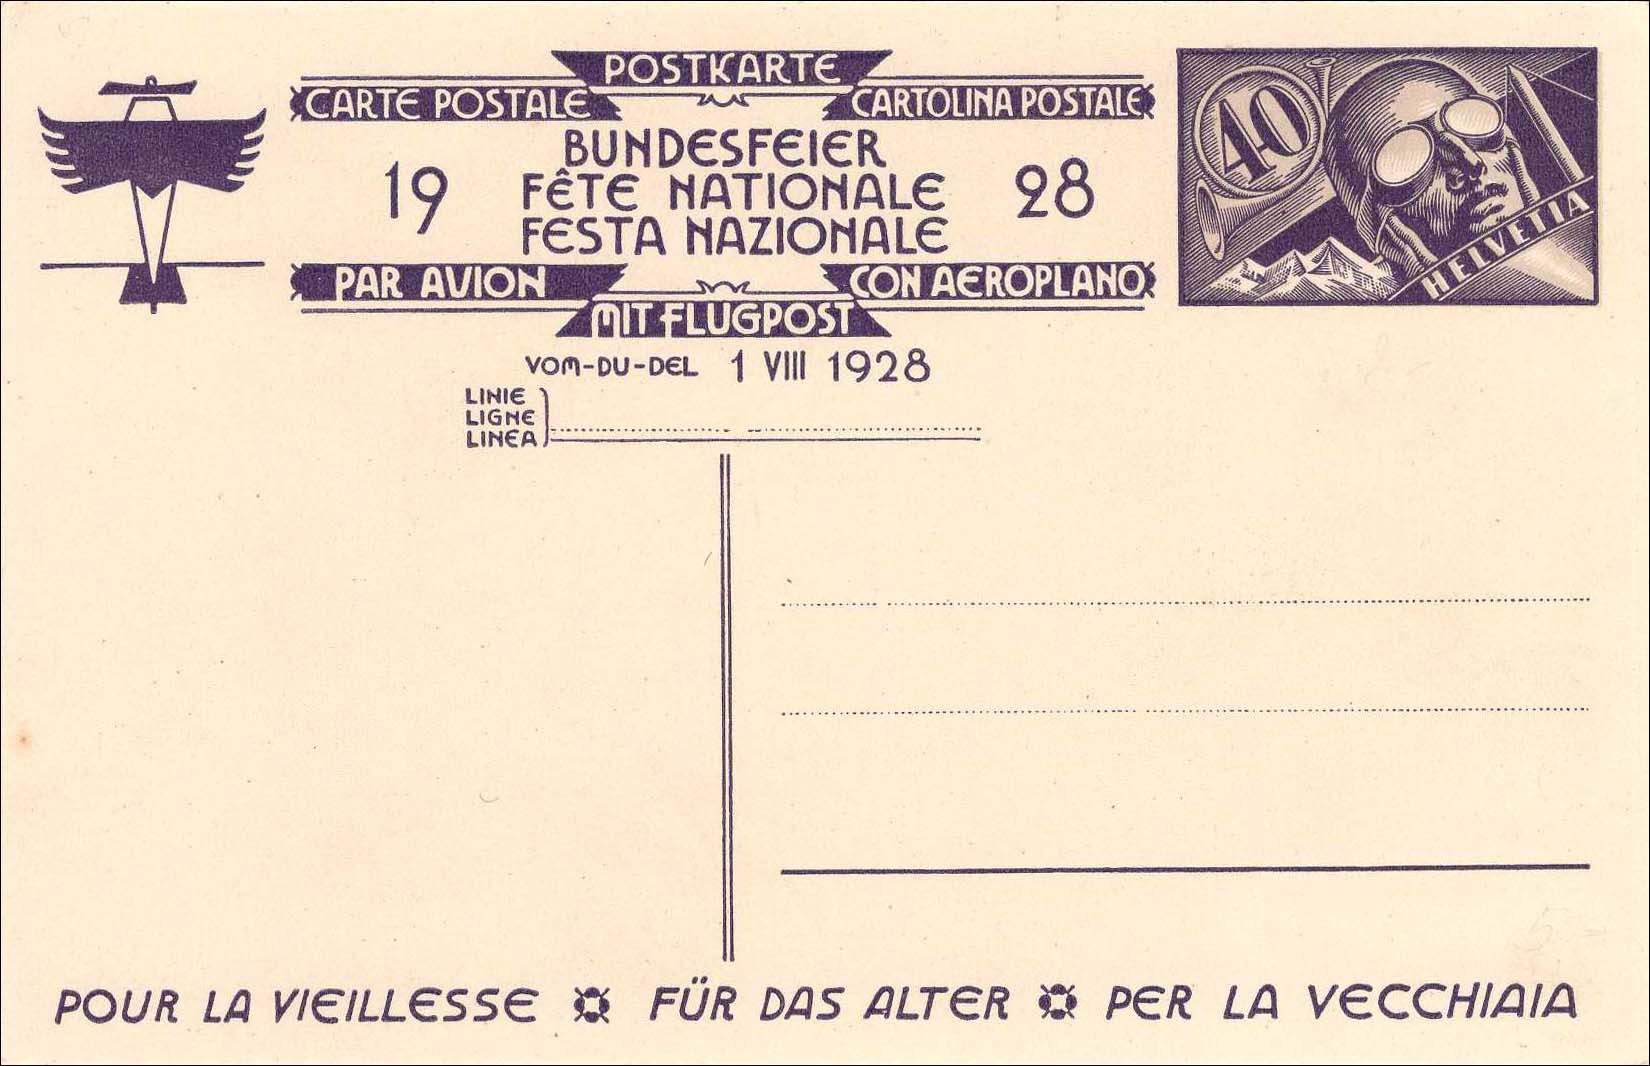 POSTKARTE
CARTE POSTALE CARTOLINA POSTALE
BUNDESFEIER
19 FÊTE NATIONALE 28
FESTA NAZIONALE
PAR AVION CON AEROPLANO
MIT FLUGPOST
VOM-DU-DEL 1 VIII 1928
LINIE
LIGNE
LINEA
40
HELVETIA
POUR LA VIEILLESSE FÜR DAS ALTER PER LA VECCHIAIA